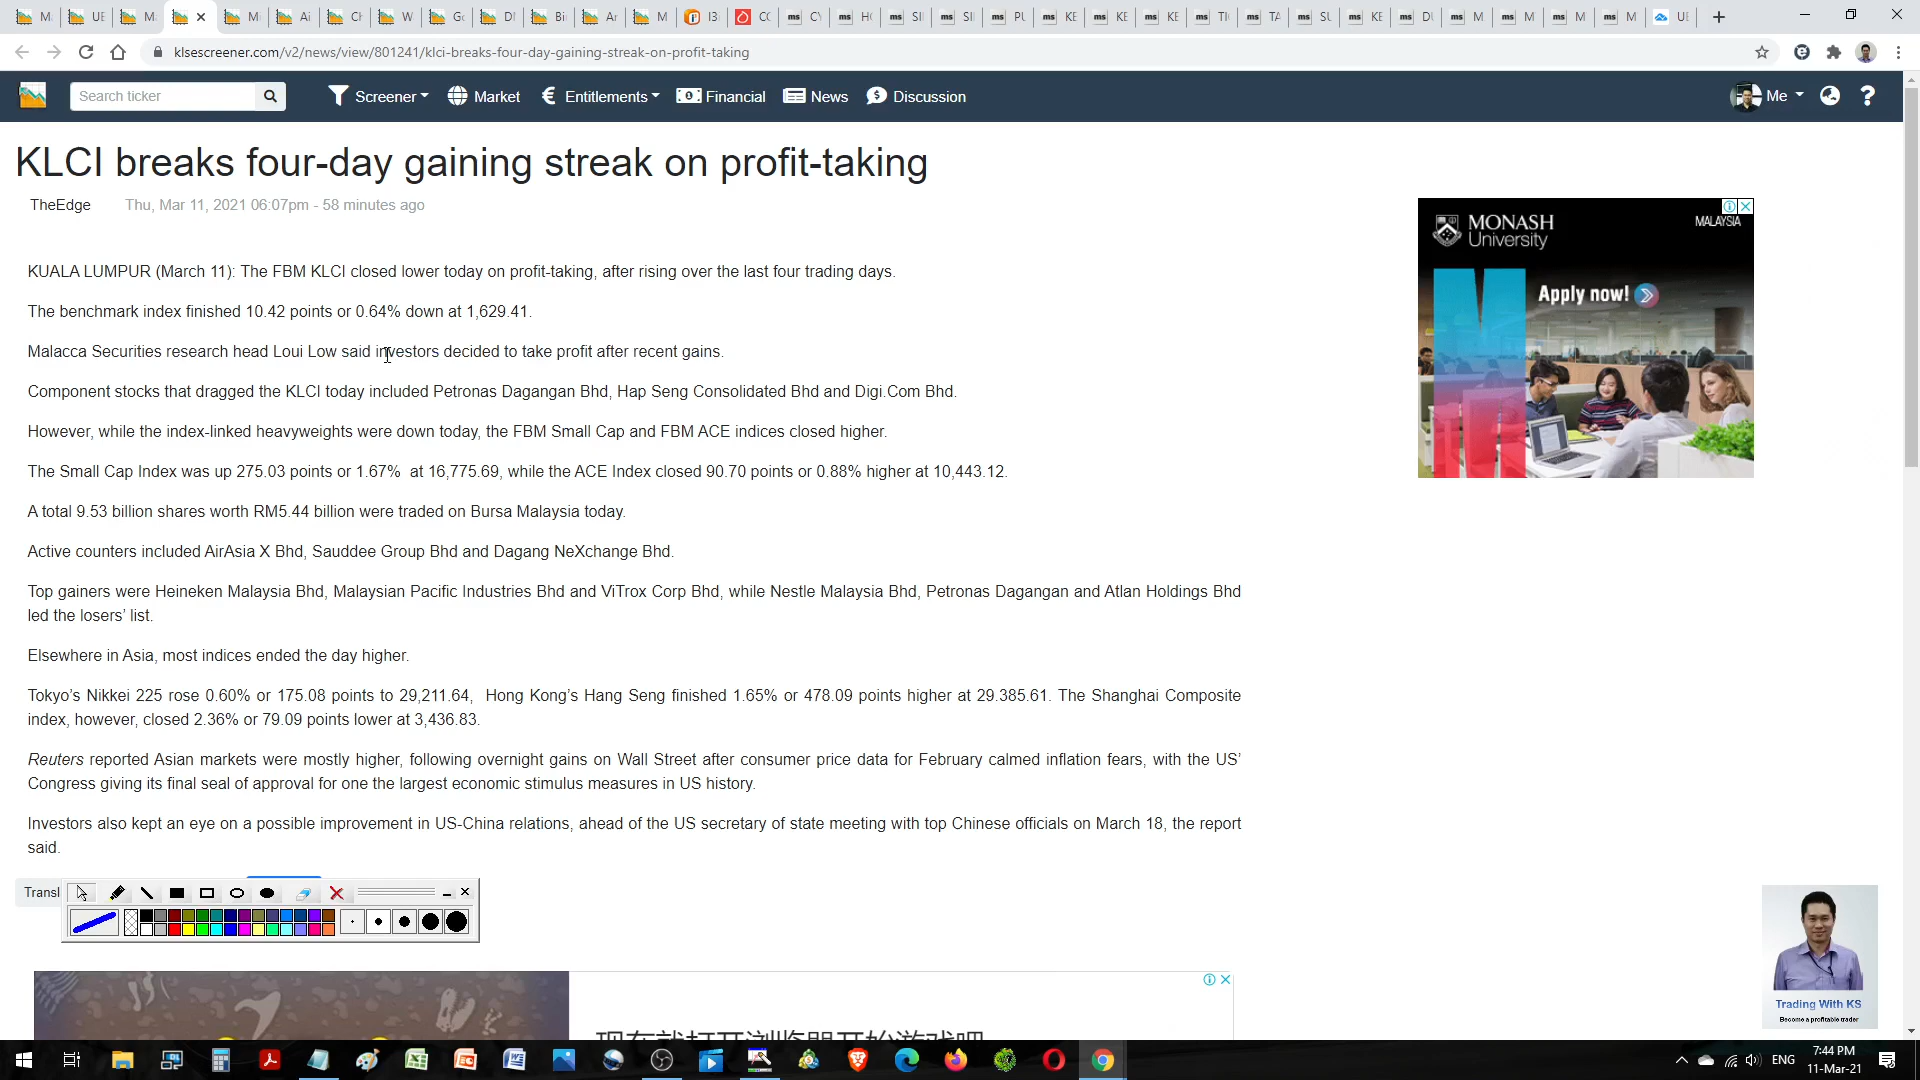 klsescreener.com/v2/news/view/801241/klci-breaks-four-day-gaining-streak-on-profit-taking
Search ticker
Screener
Market
Entitlements
Financial
News
Discussion
Me
KLCI breaks four-day gaining streak on profit-taking
TheEdge Thu, Mar 11, 2021 06:07pm - 58 minutes ago
MONASH University
MALAYSIA
Apply now!
KUALA LUMPUR (March 11): The FBM KLCI closed lower today on profit-taking, after rising over the last four trading days.
The benchmark index finished 10.42 points or 0.64% down at 1,629.41.
Malacca Securities research head Loui Low said investors decided to take profit after recent gains.
Component stocks that dragged the KLCI today included Petronas Dagangan Bhd, Hap Seng Consolidated Bhd and Digi.Com Bhd.
However, while the index-linked heavyweights were down today, the FBM Small Cap and FBM ACE indices closed higher.
The Small Cap Index was up 275.03 points or 1.67%  at 16,775.69, while the ACE Index closed 90.70 points or 0.88% higher at 10,443.12.
A total 9.53 billion shares worth RM5.44 billion were traded on Bursa Malaysia today.
Active counters included AirAsia X Bhd, Sauddee Group Bhd and Dagang NeXchange Bhd.
Top gainers were Heineken Malaysia Bhd, Malaysian Pacific Industries Bhd and ViTrox Corp Bhd, while Nestle Malaysia Bhd, Petronas Dagangan and Atlan Holdings Bhd
led the losers’ list.
Elsewhere in Asia, most indices ended the day higher.
Tokyo’s Nikkei 225 rose 0.60% or 175.08 points to 29,211.64,  Hong Kong’s Hang Seng finished 1.65% or 478.09 points higher at 29.385.61. The Shanghai Composite
index, however, closed 2.36% or 79.09 points lower at 3,436.83.
Reuters reported Asian markets were mostly higher, following overnight gains on Wall Street after consumer price data for February calmed inflation fears, with the US’
Congress giving its final seal of approval for one the largest economic stimulus measures in US history.
Investors also kept an eye on a possible improvement in US-China relations, ahead of the US secretary of state meeting with top Chinese officials on March 18, the report
said.
Transl
Trading With KS
Become a profitable trader
ENG
7:44 PM
11-Mar-21